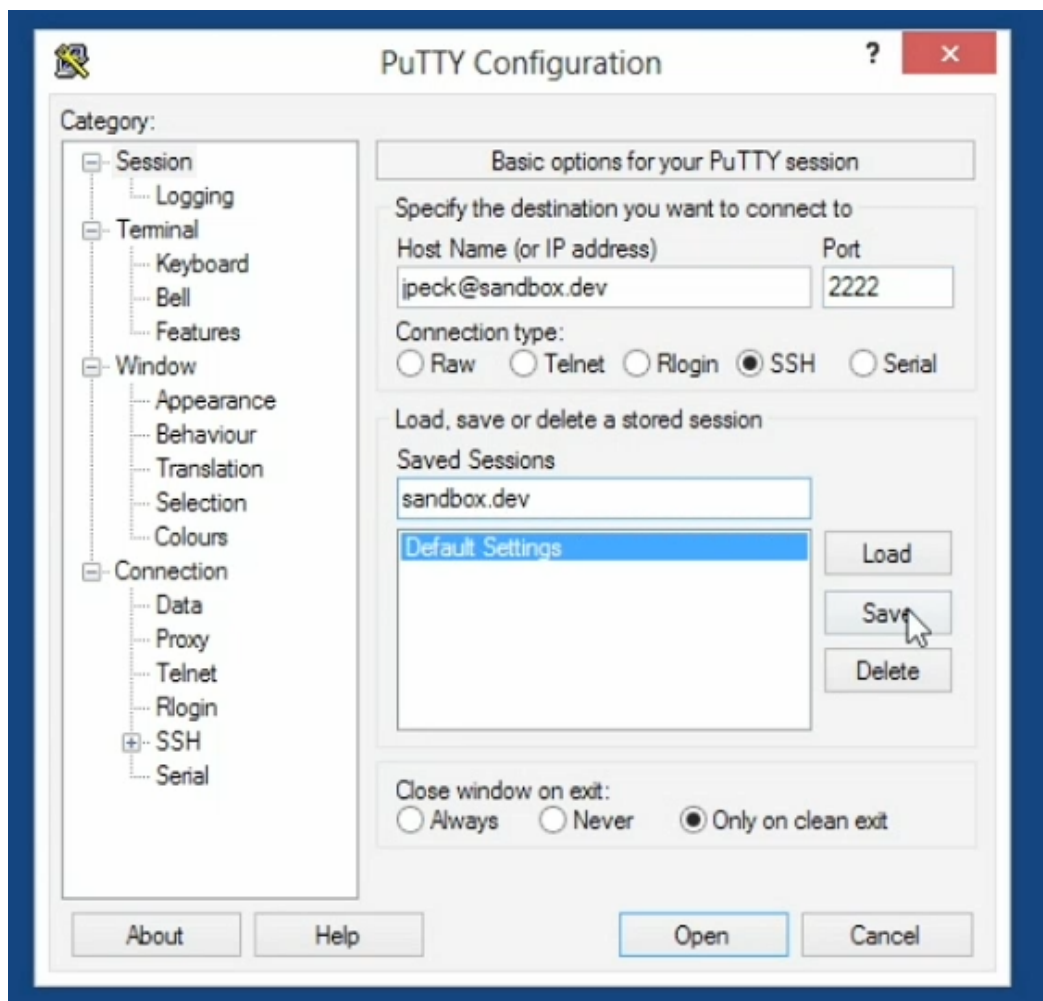 PuTTY Configuration
?
Category:
Session
Logging
Terminal
Keyboard
Bell
Features
Window
Appearance
Behaviour
Translation
Selection
Colours
Connection
Data
Proxy
Telnet
Rlogin
SSH
Serial
Basic options for your PuTTY session
Specify the destination you want to connect to
Host Name (or IP address) Port
jpeck@sandbox.dev 2222
Connection type:
Raw Telnet Rlogin SSH Serial
Load, save or delete a stored session
Saved Sessions
sandbox.dev
Default Settings
Load
Save
Delete
Close window on exit:
Always Never Only on clean exit
About Help Open Cancel